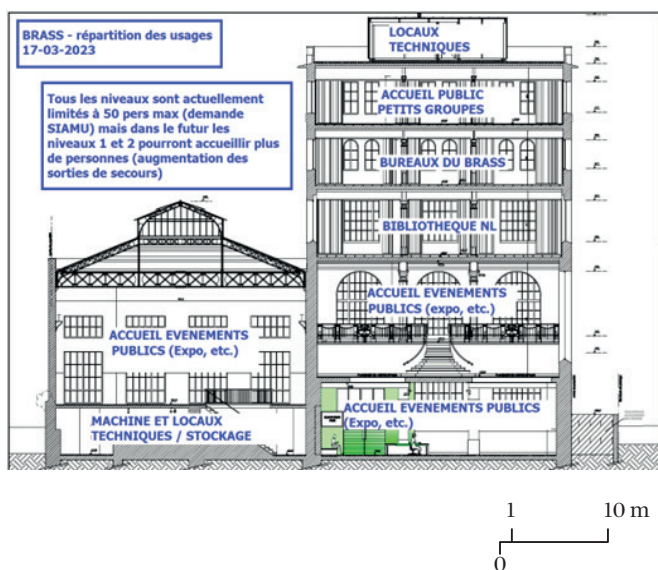 BRASS - répartition des usages
17-03-2023
LOCAUX
TECHNIQUES
Tous les niveaux sont actuellement
limités à 50 pers max (demande
SIAMU) mais dans le futur les
niveaux 1 et 2 pourront accueillir plus
de personnes (augmentation des
sorties de secours)
ACCUEIL PUBLIC
PETITS GROUPES
BUREAUX DU BRASS
BIBLIOTHEQUE NL
ACCUEIL EVENEMENTS
PUBLICS (expo, etc.)
ACCUEIL EVENEMENTS
PUBLICS (Expo, etc.)
ACCUEIL EVENEMENTS PUBLICS
(Expo, etc.)
MACHINE ET LOCAUX
TECHNIQUES / STOCKAGE
1 10 m
0